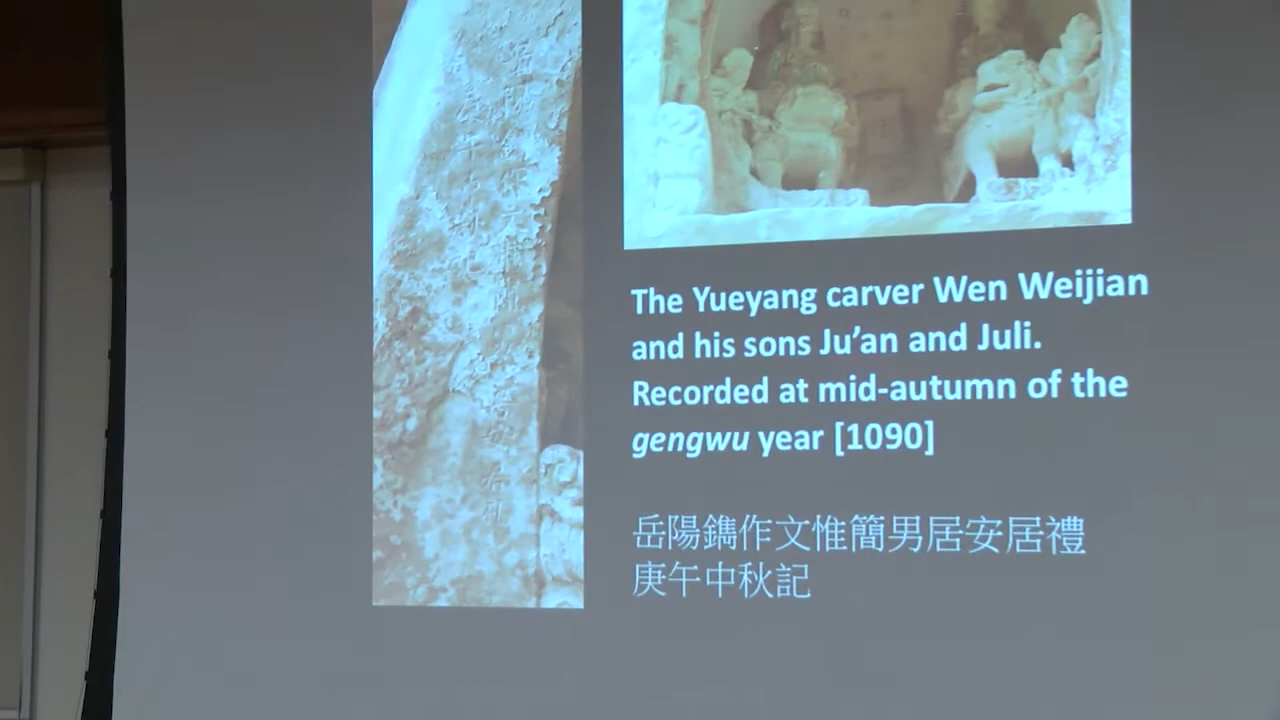 The Yueyang carver Wen Weijian
and his sons Ju’an and Juli.
Recorded at mid-autumn of the
gengwu year [1090]
岳陽鐫作文惟簡男居安居禮
庚午中秋記